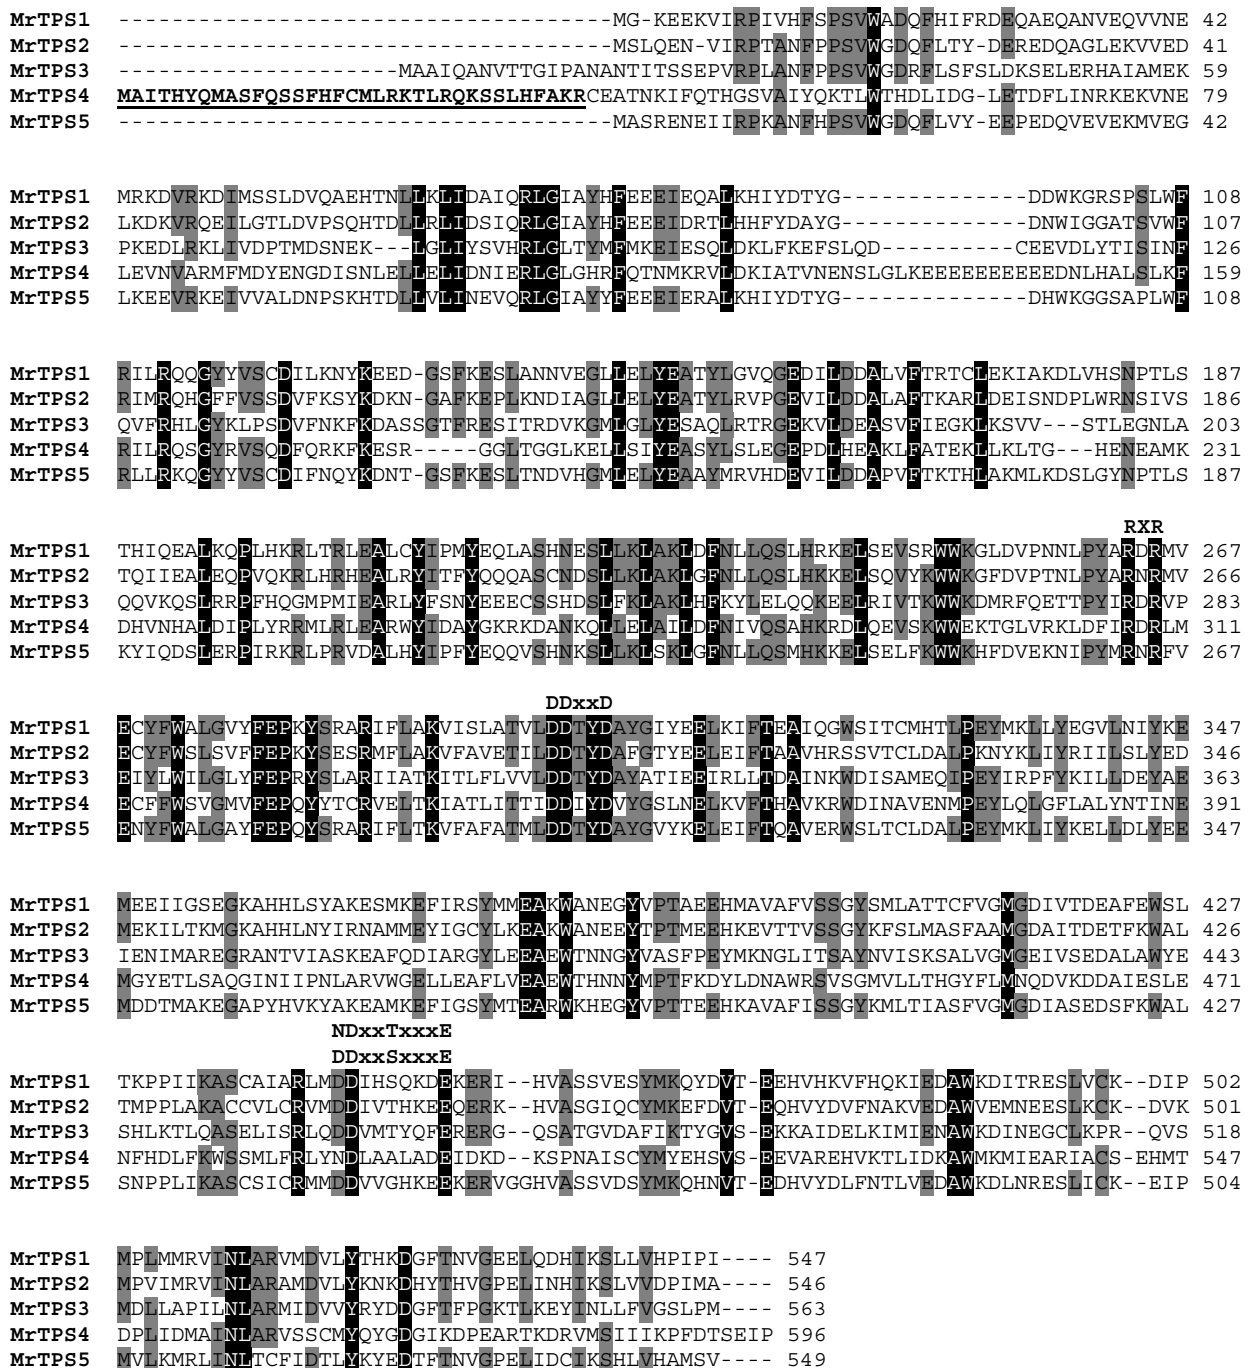 MrTPS1 -------------------------------------MG-KEEKVIRPIVHFSPSVWADQFHIFRDEQAEQANVEQVVNE 42
MrTPS2 -------------------------------------MSLQEN-VIRPTANFPPSVWGDQFLTY-DEREDQAGLEKVVED 41
MrTPS3 ---------------------MAAIQANVTTGIPANANTITSSEPVRPLANFPPSVWGDRFLSFSLDKSELERHAIAMEK 59
MrTPS4 MAITHYQMASFQSSFHFCMLRKTLRQKSSLHFAKRCEATNKIFQTHGSVAIYQKTLWTHDLIDG-LETDFLINRKEKVNE 79
MrTPS5 -------------------------------------MASRENEIIRPKANFHPSVWGDQFLVY-EEPEDQVEVEKMVEG 42
MrTPS1 MRKDVRKDIMSSLDVQAEHTNLLKLIDAIQRLGIAYHFEEEIEQALKHIYDTYG--------------DDWKGRSPSLWF 108
MrTPS2 LKDKVRQEILGTLDVPSQHTDLLRLIDSIQRLGIAYHFEEEIDRTLHHFYDAYG--------------DNWIGGATSVWF 107
MrTPS3 PKEDLRKLIVDPTMDSNEK---LGLIYSVHRLGLTYMFMKEIESQLDKLFKEFSLQD----------CEEVDLYTISINF 126
MrTPS4 LEVNVARMFMDYENGDISNLELLELIDNIERLGLGHRFQTNMKRVLDKIATVNENSLGLKEEEEEEEEEEDNLHALSLKF 159
MrTPS5 LKEEVRKEIVVALDNPSKHTDLLVLINEVQRLGIAYYFEEEIERALKHIYDTYG--------------DHWKGGSAPLWF 108
MrTPS1 RILRQQGYYVSCDILKNYKEED-GSFKESLANNVEGLLELYEATYLGVQGEDILDDALVFTRTCLEKIAKDLVHSNPTLS 187
MrTPS2 RIMRQHGFFVSSDVFKSYKDKN-GAFKEPLKNDIAGLLELYEATYLRVPGEVILDDALAFTKARLDEISNDPLWRNSIVS 186
MrTPS3 QVFRHLGYKLPSDVFNKFKDASSGTFRESITRDVKGMLGLYESAQLRTRGEKVLDEASVFIEGKLKSVV---STLEGNLA 203
MrTPS4 RILRQSGYRVSQDFQRKFKESR-----GGLTGGLKELLSIYEASYLSLEGEPDLHEAKLFATEKLLKLTG---HENEAMK 231
MrTPS5 RLLRKQGYYVSCDIFNQYKDNT-GSFKESLTNDVHGMLELYEAAYMRVHDEVILDDAPVFTKTHLAKMLKDSLGYNPTLS 187
RXR
MrTPS1 THIQEALKQPLHKRLTRLEALCYIPMYEQLASHNESLLKLAKLDFNLLQSLHRKELSEVSRWWKGLDVPNNLPYARDRMV 267
MrTPS2 TQIIEALEQPVQKRLHRHEALRYITFYQQQASCNDSLLKLAKLGFNLLQSLHKKELSQVYKWWKGFDVPTNLPYARNRMV 266
MrTPS3 QQVKQSLRRPFHQGMPMIEARLYFSNYEEECSSHDSLFKLAKLHFKYLELQQKEELRIVTKWWKDMRFQETTPYIRDRVP 283
MrTPS4 DHVNHALDIPLYRRMLRLEARWYIDAYGKRKDANKQLLELAILDFNIVQSAHKRDLQEVSKWWEKTGLVRKLDFIRDRLM 311
MrTPS5 KYIQDSLERPIRKRLPRVDALHYIPFYEQQVSHNKSLLKLSKLGFNLLQSMHKKELSELFKWWKHFDVEKNIPYMRNRFV 267
DDxxD
MrTPS1 ECYFWALGVYFEPKYSRARIFLAKVISLATVLDDTYDAYGIYEELKIFTEAIQGWSITCMHTLPEYMKLLYEGVLNIYKE 347
MrTPS2 ECYFWSLSVFFEPKYSESRMFLAKVFAVETILDDTYDAFGTYEELEIFTAAVHRSSVTCLDALPKNYKLIYRIILSLYED 346
MrTPS3 EIYLWILGLYFEPRYSLARIIATKITLFLVVLDDTYDAYATIEEIRLLTDAINKWDISAMEQIPEYIRPFYKILLDEYAE 363
MrTPS4 ECFFWSVGMVFEPQYYTCRVELTKIATLITTIDDIYDVYGSLNELKVFTHAVKRWDINAVENMPEYLQLGFLALYNTINE 391
MrTPS5 ENYFWALGAYFEPQYSRARIFLTKVFAFATMLDDTYDAYGVYKELEIFTQAVERWSLTCLDALPEYMKLIYKELLDLYEE 347
MrTPS1 MEEIIGSEGKAHHLSYAKESMKEFIRSYMMEAKWANEGYVPTAEEHMAVAFVSSGYSMLATTCFVGMGDIVTDEAFEWSL 427
MrTPS2 MEKILTKMGKAHHLNYIRNAMMEYIGCYLKEAKWANEEYTPTMEEHKEVTTVSSGYKFSLMASFAAMGDAITDETFKWAL 426
MrTPS3 IENIMAREGRANTVIASKEAFQDIARGYLEEAEWTNNGYVASFPEYMKNGLITSAYNVISKSALVGMGEIVSEDALAWYE 443
MrTPS4 MGYETLSAQGINIIPNLARVWGELLEAFLVEAEWTHNNYMPTFKDYLDNAWRSVSGMVLLTHGYFLMNQDVKDDAIESLE 471
MrTPS5 MDDTMAKEGAPYHVKYAKEAMKEFIGSYMTEARWKHEGYVPTTEEHKAVAFISSGYKMLTIASFVGMGDIASEDSFKWAL 427
NDxxTxxxE
DDxxSxxxE
MrTPS1 TKPPIIKASCAIARLMDDIHSQKDEKERI--HVASSVESYMKQYDVT-EEHVHKVFHQKIEDAWKDITRESLVCK--DIP 502
MrTPS2 TMPPLAKACCVLCRVMDDIVTHKEEQERK--HVASGIQCYMKEFDVT-EQHVYDVFNAKVEDAWVEMNEESLKCK--DVK 501
MrTPS3 SHLKTLQASELISRLQDDVMTYQFERERG--QSATGVDAFIKTYGVS-EKKAIDELKIMIENAWKDINEGCLKPR--QVS 518
MrTPS4 NFHDLFKWSSMLFRLYNDLAALADEIDKD--KSPNAISCYMYEHSVS-EEVAREHVKTLIDKAWMKMIEARIACS-EHMT 547
MrTPS5 SNPPLIKASCSICRMMDDVVGHKEEKERVGGHVASSVDSYMKQHNVT-EDHVYDLFNTLVEDAWKDLNRESLICK--EIP 504
MrTPS1 MPLMMRVINLARVMDVLYTHKDGFTNVGEELQDHIKSLLVHPIPI---- 547
MrTPS2 MPVIMRVINLARAMDVLYKNKDHYTHVGPELINHIKSLVVDPIMA---- 546
MrTPS3 MDLLAPILNLARMIDVVYRYDDGFTFPGKTLKEYINLLFVGSLPM---- 563
MrTPS4 DPLIDMAINLARVSSCMYQYGDGIKDPEARTKDRVMSIIIKPFDTSEIP 596
MrTPS5 MVLKMRLINLTCFIDTLYKYEDTFTNVGPELIDCIKSHLVHAMSV---- 549